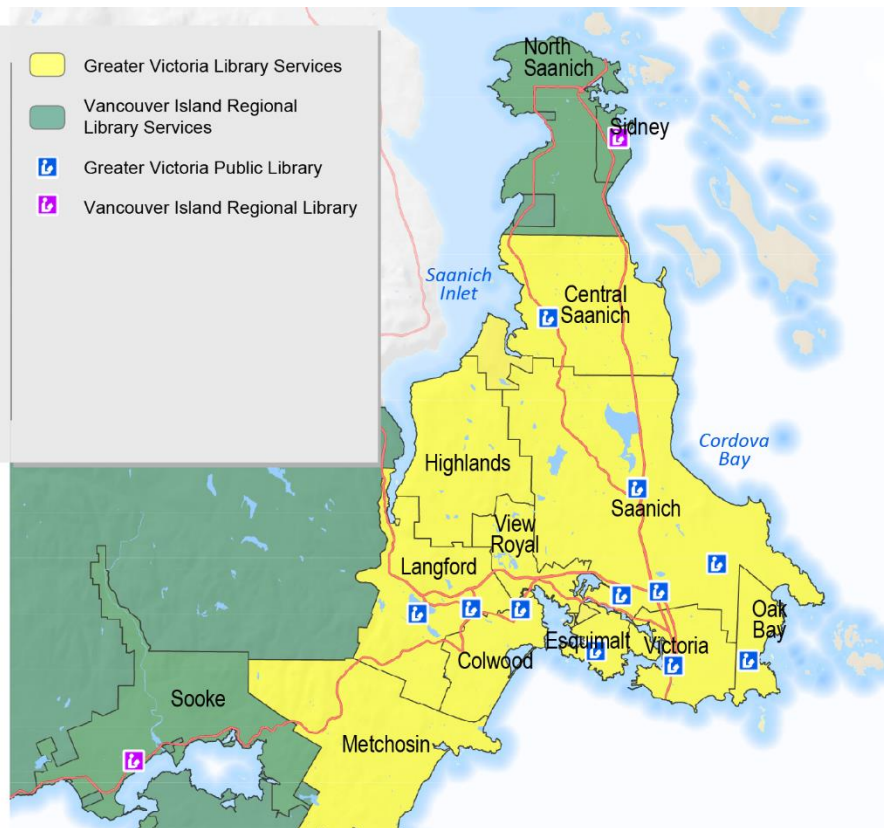 Greater Victoria Library Services
Vancouver Island Regional
Library Services
Greater Victoria Public Library
Vancouver Island Regional Library
North
Saanich
Sidney
Saanich
Inlet
Central
Saanich
Cordova
Bay
Highlands
Saanich
View
Royal
Langford
Oak
Bay
Esquimalt
Victoria
Colwood
Sooke
Metchosin